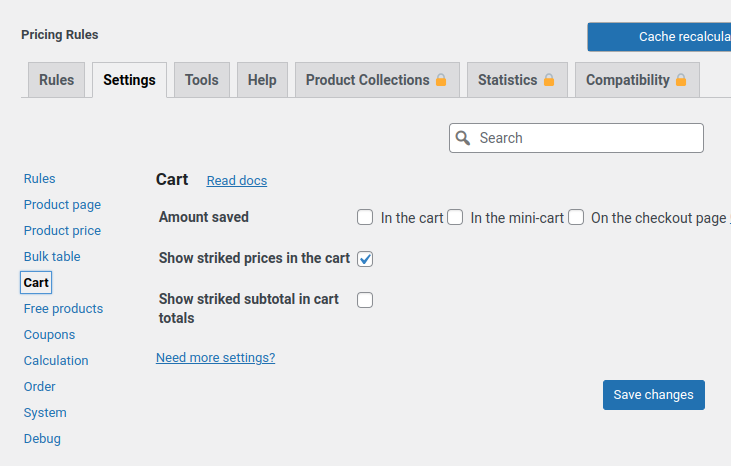 Pricing Rules
Cache recalcula
Rules Settings Tools Help Product Collections Statistics Compatibility
Search
Rules
Product page
Product price
Bulk table
Cart
Free products
Coupons
Calculation
Order
System
Debug
Cart Read docs
Amount saved In the cart In the mini-cart On the checkout page
Show striked prices in the cart
Show striked subtotal in cart
totals
Need more settings?
Save changes